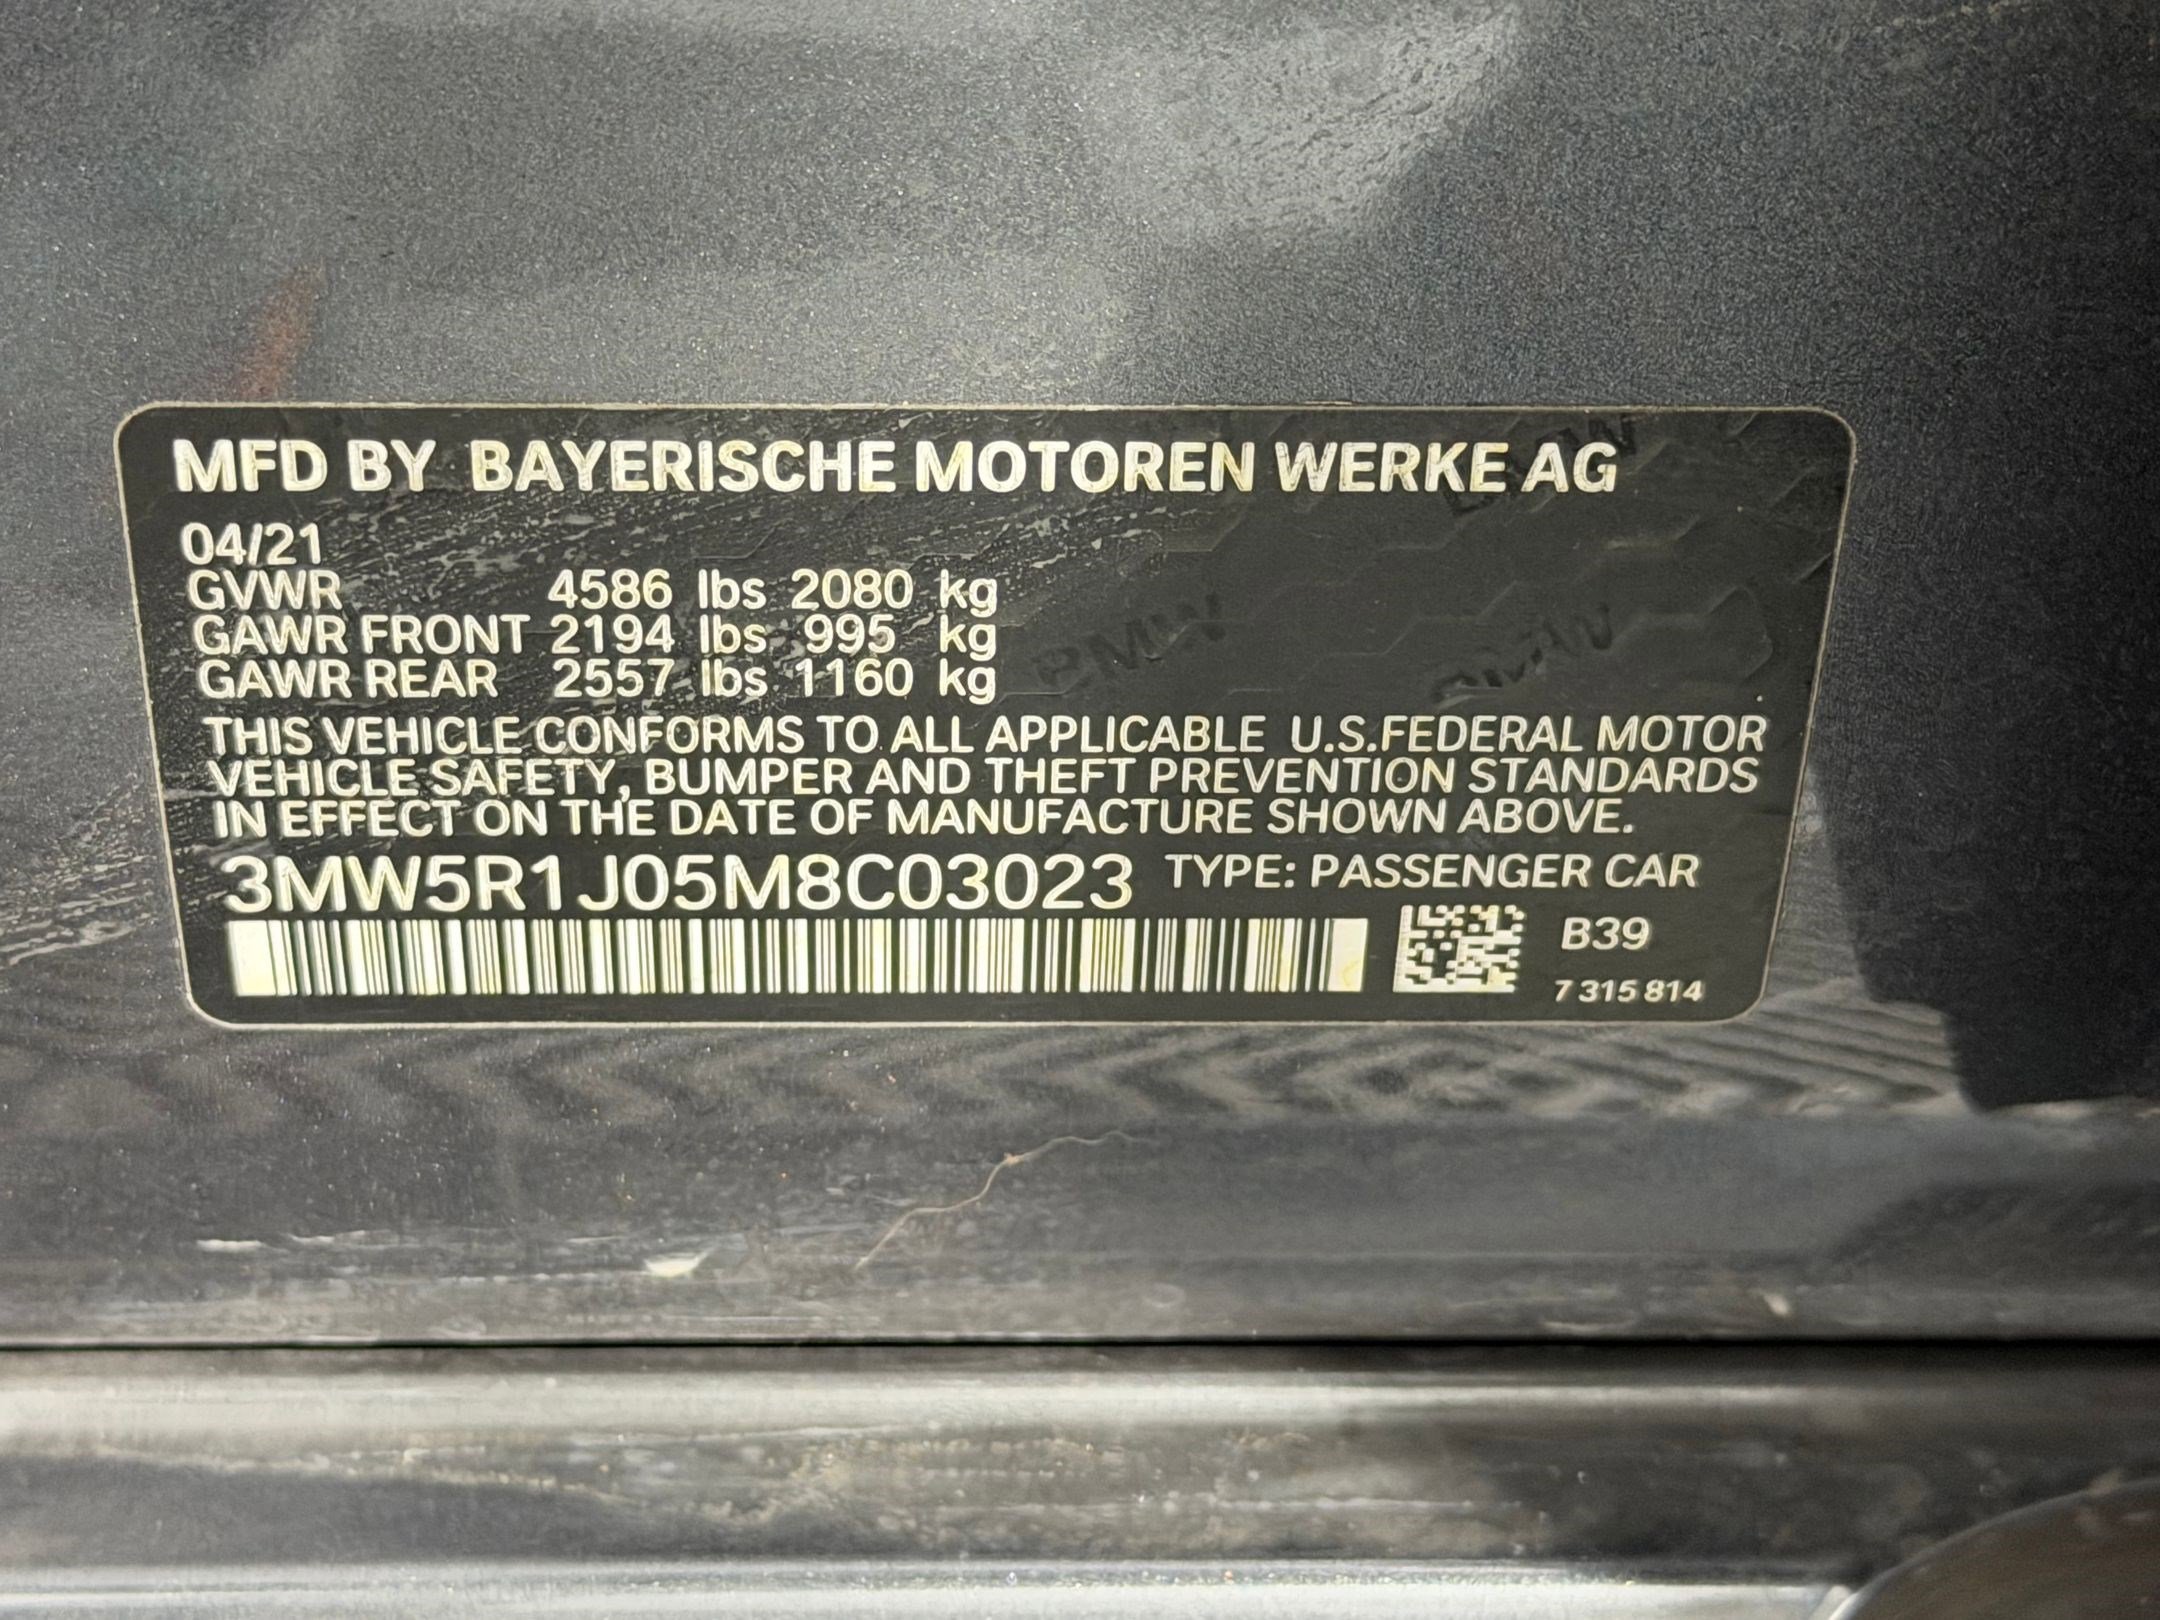 MFD BY BAYERISCHE MOTOREN WERKE AG
04/21
GVWR 4586 lbs 2080 kg
GAWR FRONT 2194 lbs 995 kg
GAWR REAR 2557 lbs 1160 kg
THIS VEHICLE CONFORMS TO ALL APPLICABLE U.S.FEDERAL MOTOR
VEHICLE SAFETY, BUMPER AND THEFT PREVENTION STANDARDS
IN EFFECT ON THE DATE OF MANUFACTURE SHOWN ABOVE.
3MW5R1J05M8C03023 TYPE: PASSENGER CAR
B39
7 315 814
BMW
BMW
BMW